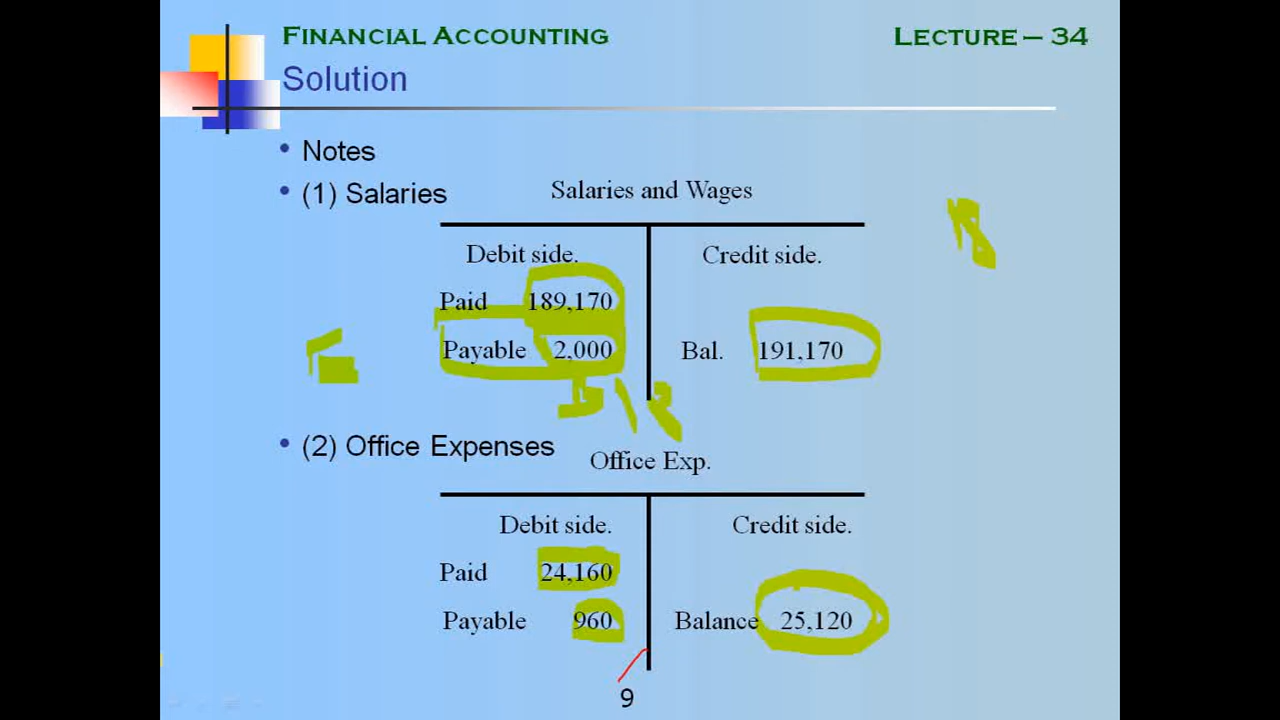 FINANCIAL ACCOUNTING LECTURE – 34
Solution
• Notes
• (1) Salaries
Salaries and Wages
Debit side. Credit side.
Paid 189,170
Payable 2,000 Bal. 191,170
• (2) Office Expenses
Office Exp.
Debit side. Credit side.
Paid 24,160
Payable 960 Balance 25,120
9